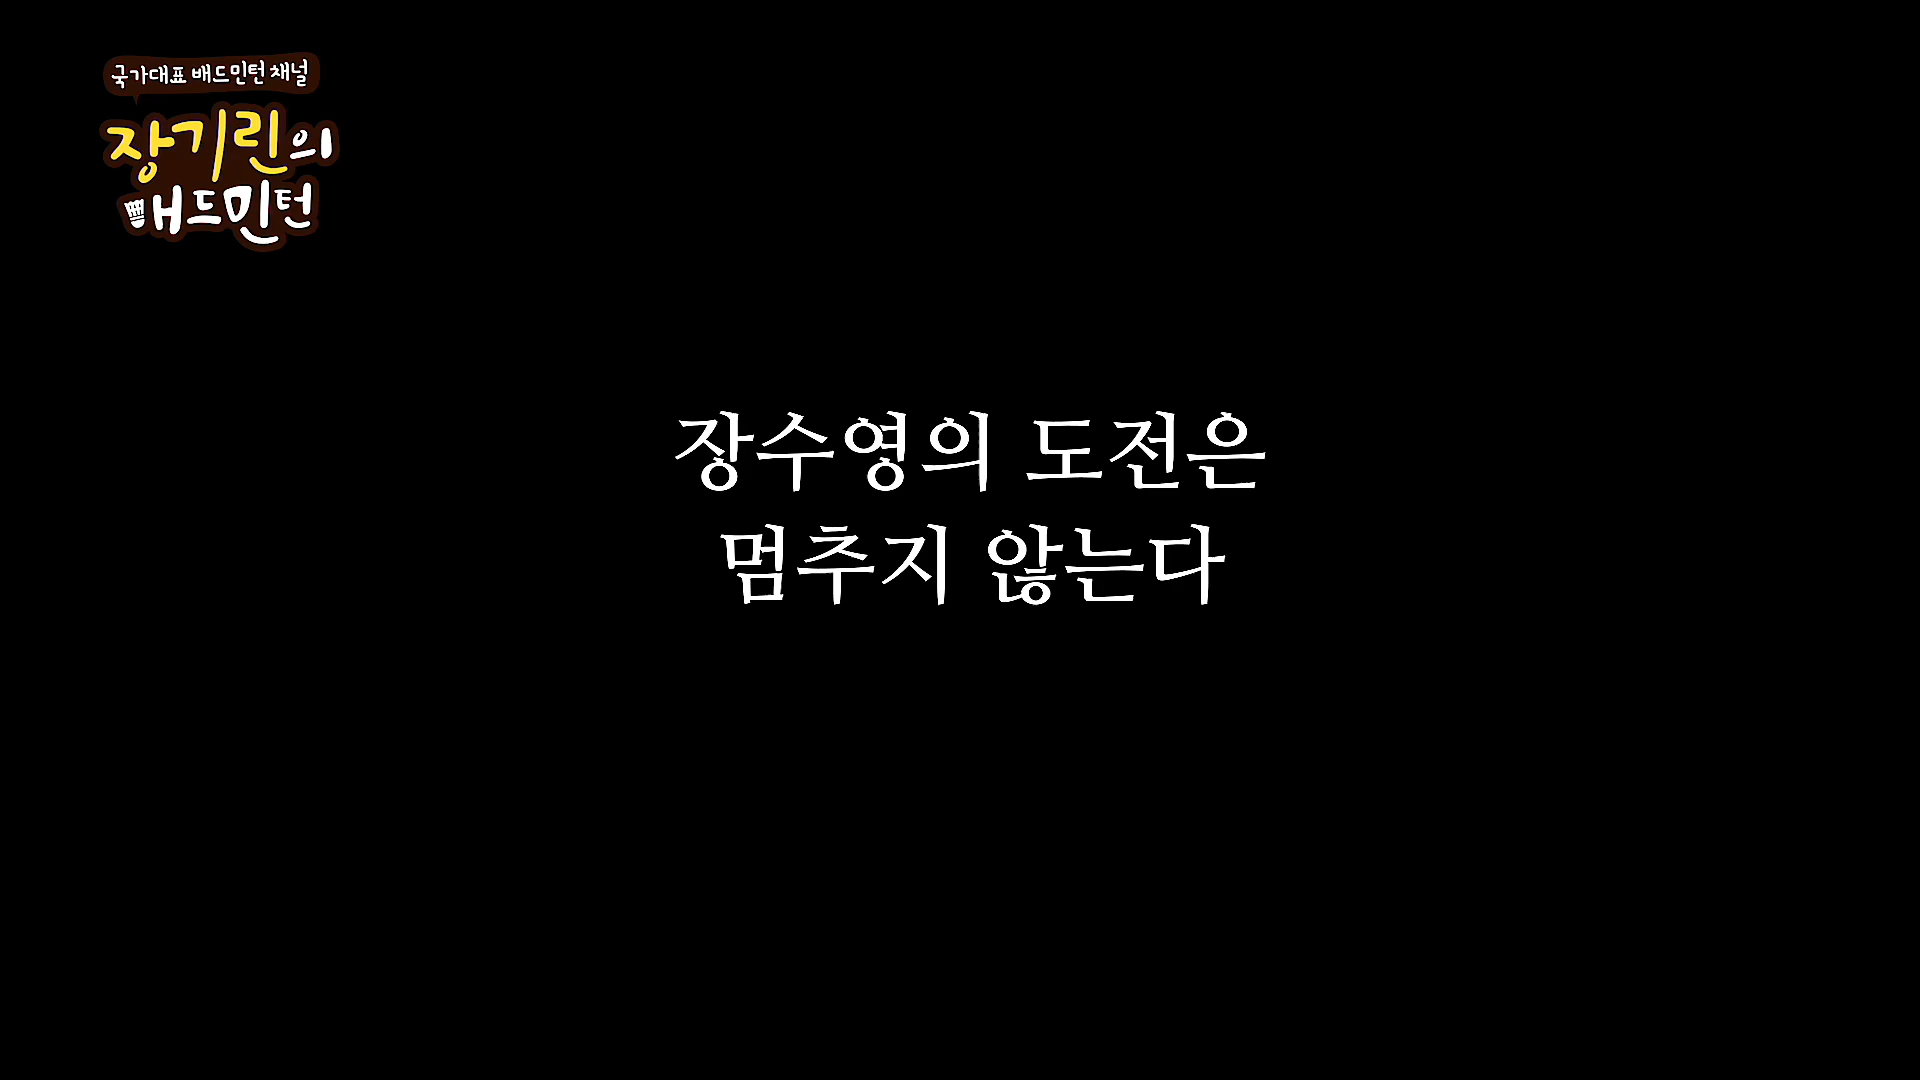 국가대표 배드민턴 채널
장기린의
배드민턴
장수영의 도전은
멈추지 않는다